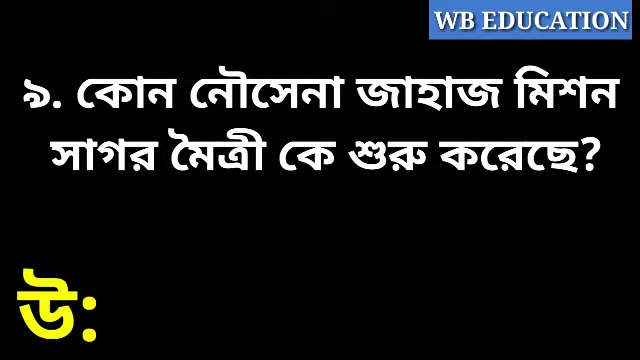 WB EDUCATION
৯. কোন নৌসেনা জাহাজ মিশন
সাগর মৈত্রী কে শুরু করেছে?
উ: